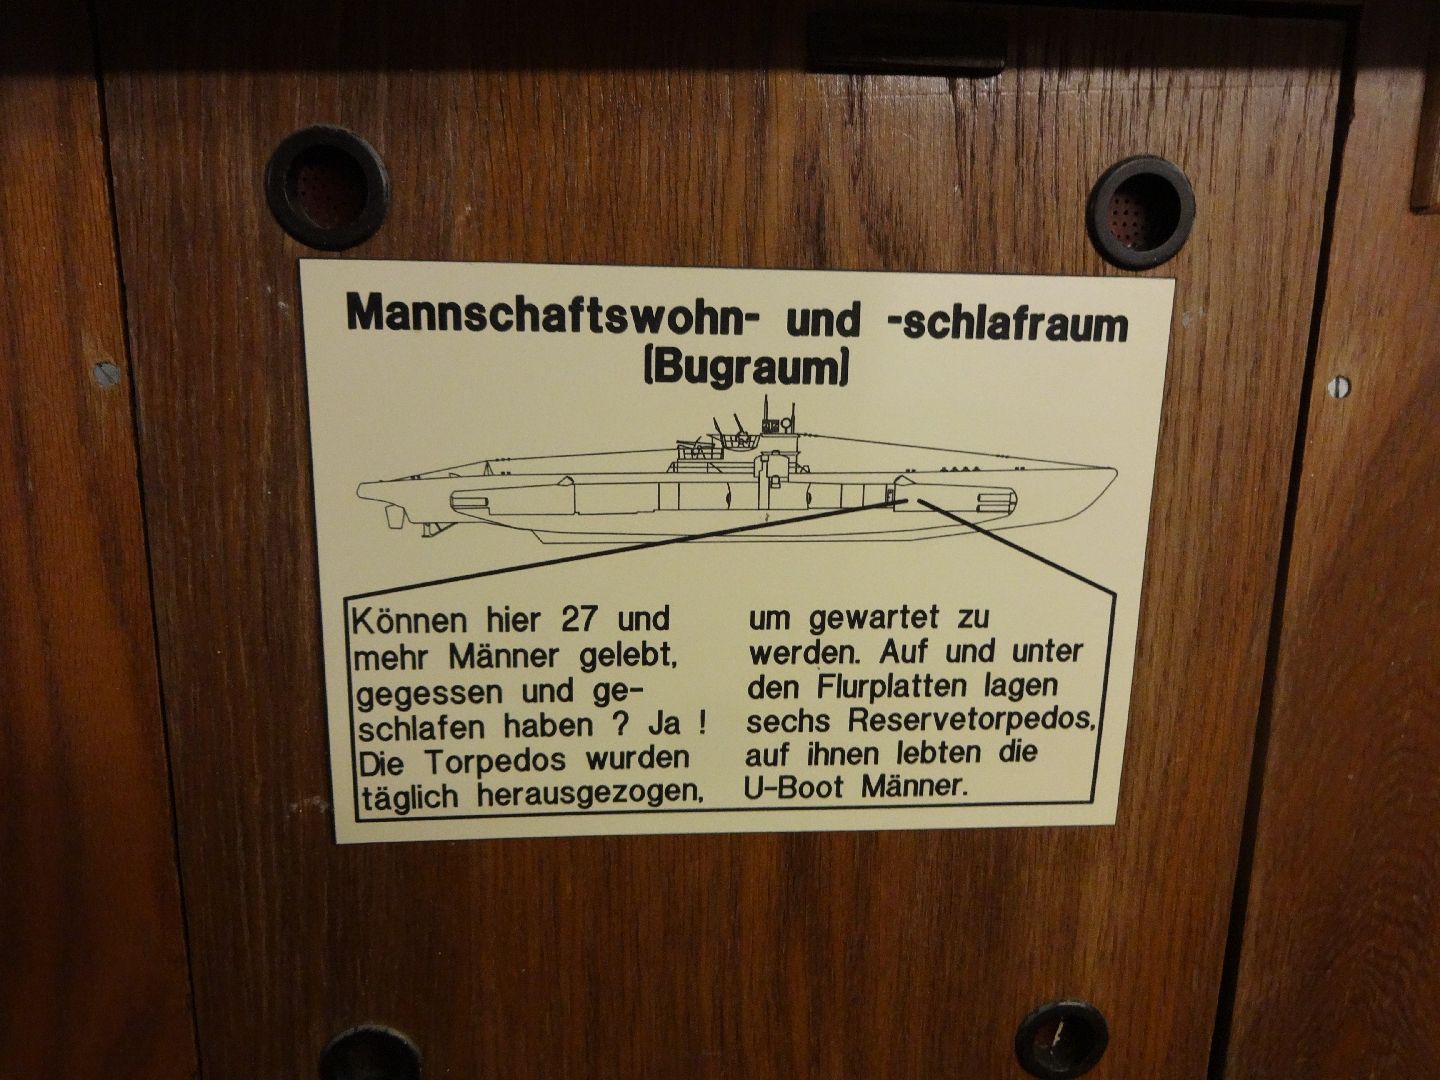 Mannschaftswohn- und -schlafraum
(Bugraum)
Können hier 27 und
mehr Männer gelebt,
gegessen und ge-
schlafen haben ? Ja !
Die Torpedos wurden
täglich herausgezogen,
um gewartet zu
werden. Auf und unter
den Flurplatten lagen
sechs Reservetorpedos,
auf ihnen lebten die
U-Boot Männer.